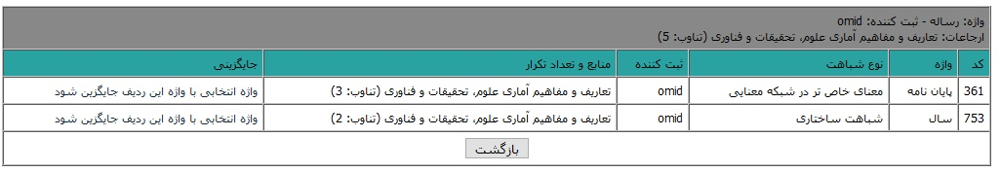 واژه: رساله - ثبت کننده: omid
ارجاعات: تعاریف و مفاهیم آماری علوم، تحقیقات و فناوری (تناوب: 5)
کد واژه نوع شباهت ثبت کننده منابع و تعداد تکرار جایگزینی
361 پایان نامه معنای خاص تر در شبکه معنایی omid تعاریف و مفاهیم آماری علوم، تحقیقات و فناوری (تناوب: 3) واژه انتخابی با واژه این ردیف جایگزین شود
753 سال شباهت ساختاری omid تعاریف و مفاهیم آماری علوم، تحقیقات و فناوری (تناوب: 2) واژه انتخابی با واژه این ردیف جایگزین شود
بازگشت